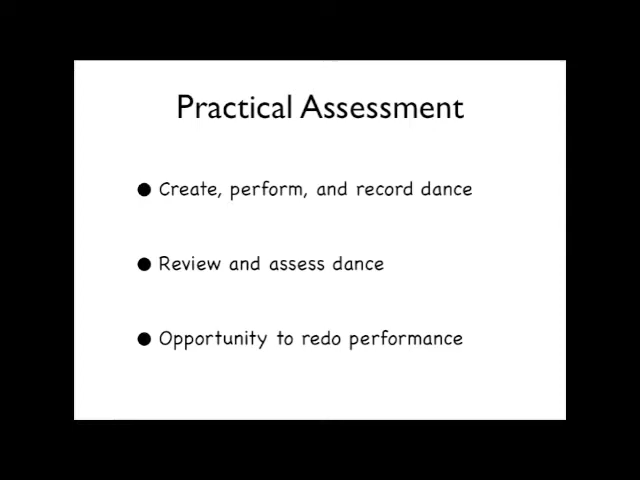 Practical Assessment
● Create, perform, and record dance
● Review and assess dance
● Opportunity to redo performance